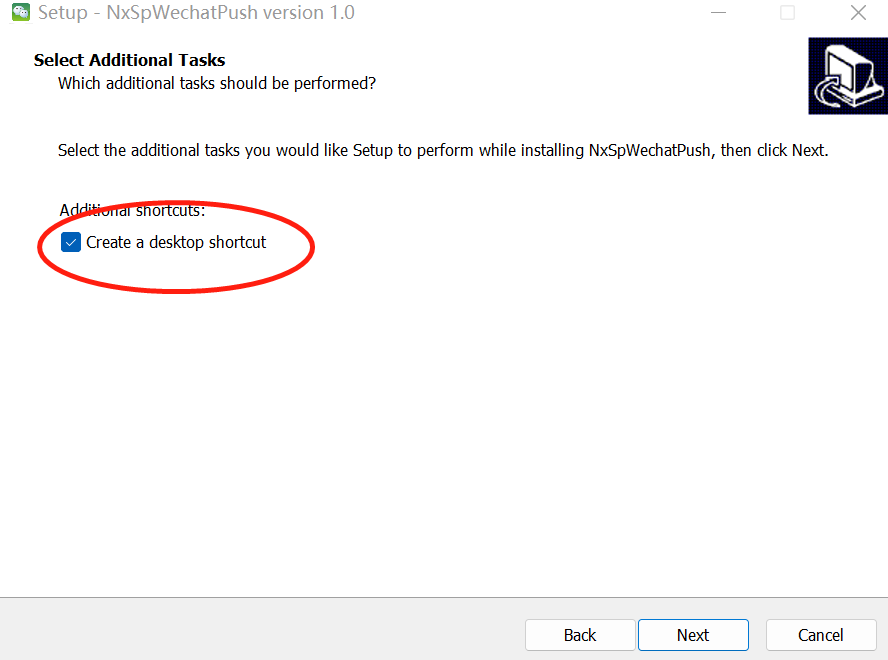 Setup - NxSpWechatPush version 1.0
Select Additional Tasks
Which additional tasks should be performed?
Select the additional tasks you would like Setup to perform while installing NxSpWechatPush, then click Next.
Additional shortcuts:
Create a desktop shortcut
Back Next Cancel